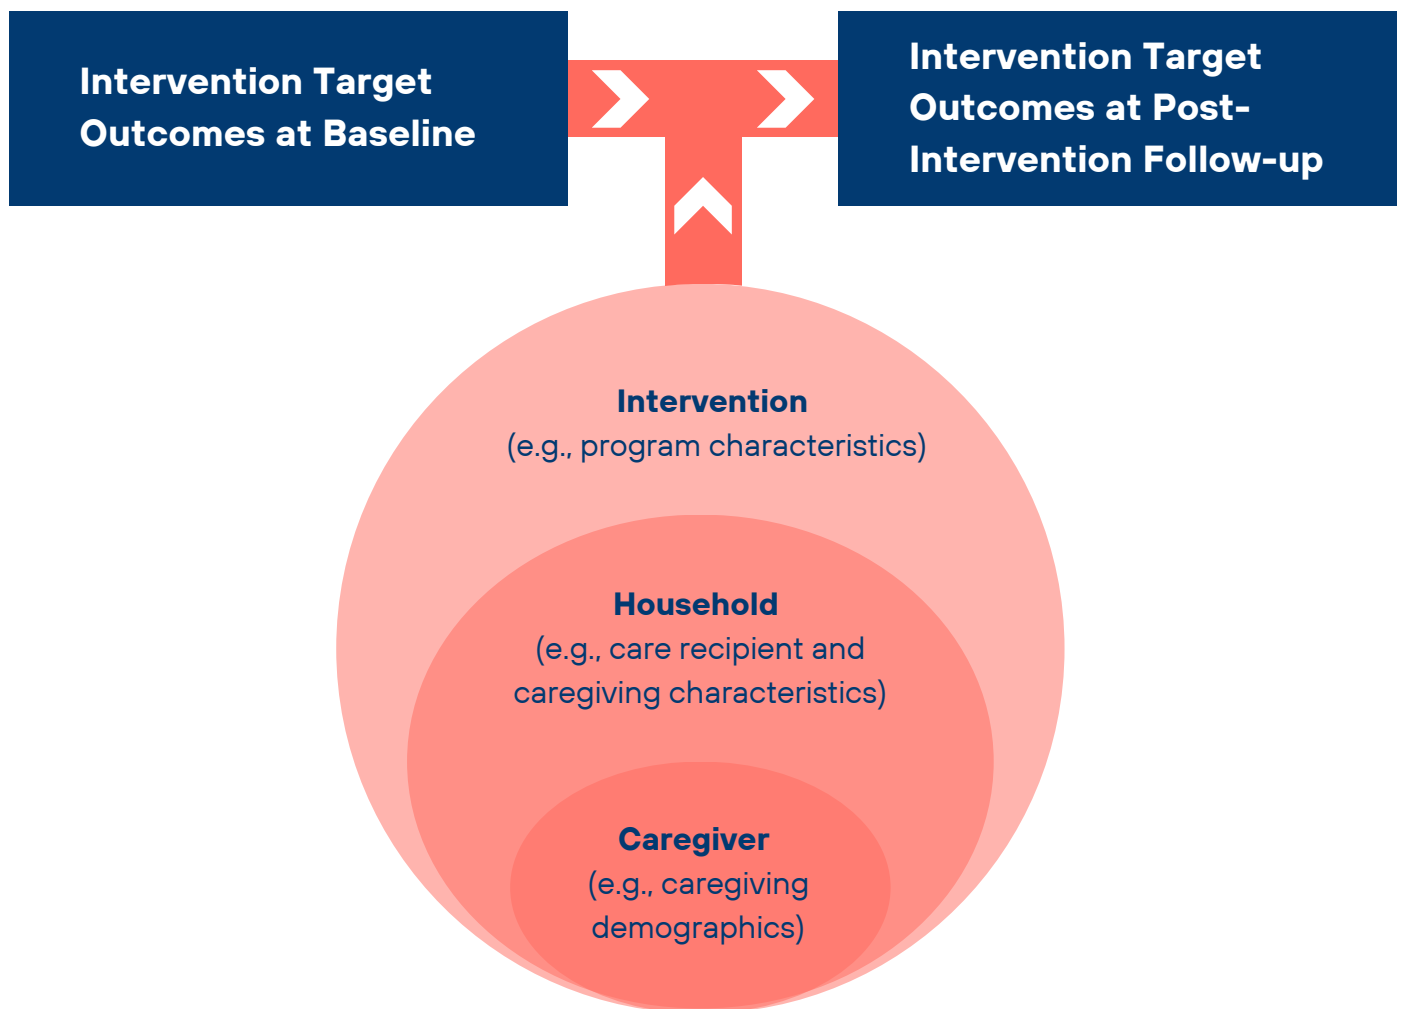 Intervention Target
Outcomes at Baseline
Intervention Target
Outcomes at Post-
Intervention Follow-up
Intervention
(e.g., program characteristics)
Household
(e.g., care recipient and
caregiving characteristics)
Caregiver
(e.g., caregiving
demographics)